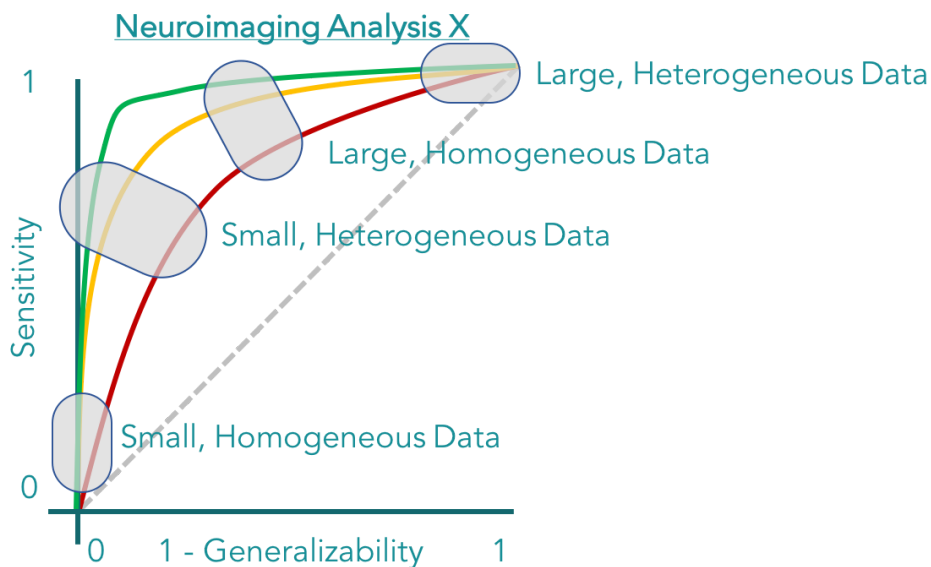 Neuroimaging Analysis X
1
Large, Heterogeneous Data
Large, Homogeneous Data
Small, Heterogeneous Data
Sensitivity
Small, Homogeneous Data
0
0 1 - Generalizability 1